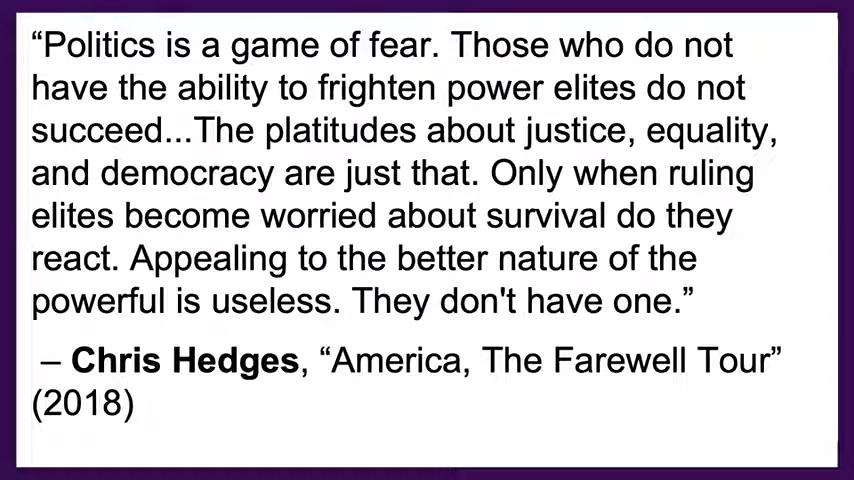 “Politics is a game of fear. Those who do not
have the ability to frighten power elites do not
succeed...The platitudes about justice, equality,
and democracy are just that. Only when ruling
elites become worried about survival do they
react. Appealing to the better nature of the
powerful is useless. They don't have one.”
– Chris Hedges, “America, The Farewell Tour”
(2018)